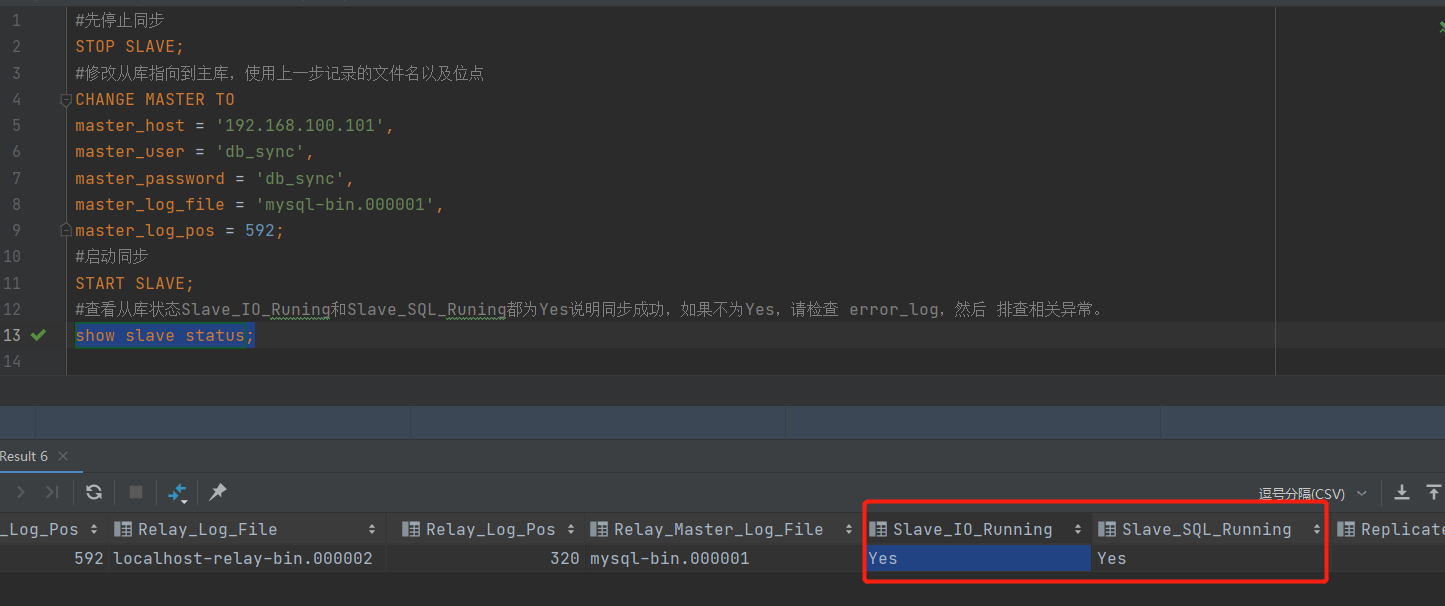 1 #先停止同步
2 STOP SLAVE;
3 #修改从库指向到主库，使用上一步记录的文件名以及位点
4 CHANGE MASTER TO
5 master_host = '192.168.100.101',
6 master_user = 'db_sync',
7 master_password = 'db_sync',
8 master_log_file = 'mysql-bin.000001',
9 master_log_pos = 592;
10 #启动同步
11 START SLAVE;
12 #查看从库状态Slave_IO_Runing和Slave_SQL_Runing都为Yes说明同步成功，如果不为Yes，请检查 error_log，然后 排查相关异常。
13 show slave status;
14
Result 6
逗号分隔(CSV)
_Log_Pos Relay_Log_File Relay_Log_Pos Relay_Master_Log_File Slave_IO_Running Slave_SQL_Running Replicate
592 localhost-relay-bin.000002 320 mysql-bin.000001 Yes Yes